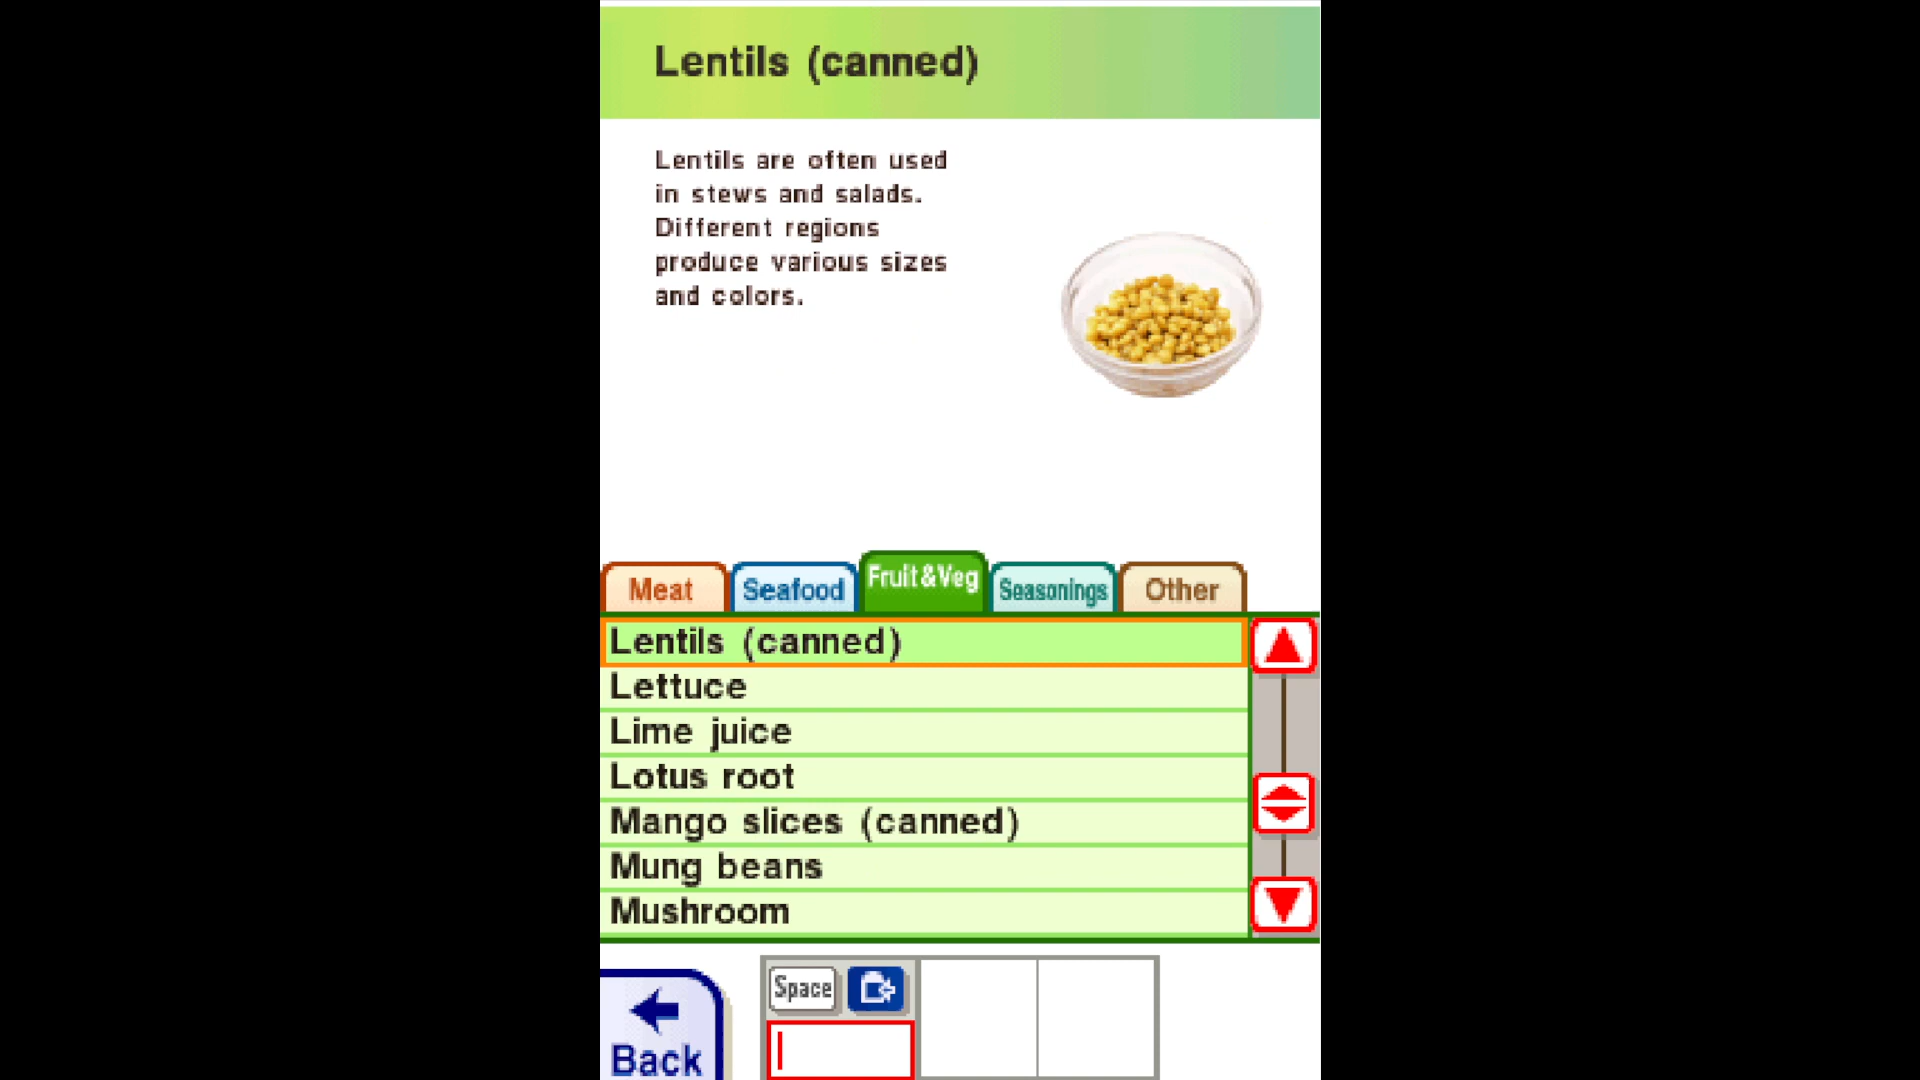 Lentils (canned)
Lentils are often used
in stews and salads.
Different regions
produce various sizes
and colors.
Meat
Seafood
Fruit&Veg
Seasonings
Other
Lentils (canned)
Lettuce
Lime juice
Lotus root
Mango slices (canned)
Mung beans
Mushroom
Space
Back